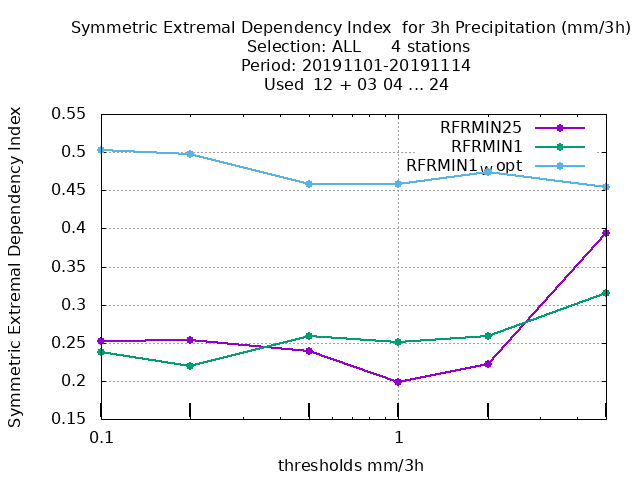 Symmetric Extremal Dependency Index  for 3h Precipitation (mm/3h)
Selection: ALL      4 stations
Period: 20191101-20191114
Used  12 + 03 04 ... 24
Symmetric Extremal Dependency Index
0.55
0.5
0.45
0.4
0.35
0.3
0.25
0.2
0.15
RFRMIN25
RFRMIN1
RFRMIN1wopt
0.1
1
thresholds mm/3h